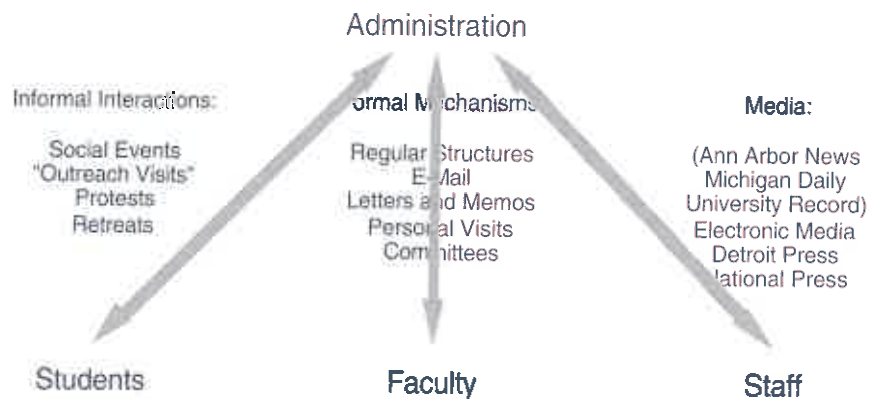 Administration
Informal Interactions:
Social Events
"Outreach Visits"
Protests
Retreats
Formal Mechanisms
Regular Structures
E-Mail
Letters and Memos
Personal Visits
Committees
Media:
(Ann Arbor News
Michigan Daily
University Record)
Electronic Media
Detroit Press
National Press
Students
Faculty
Staff